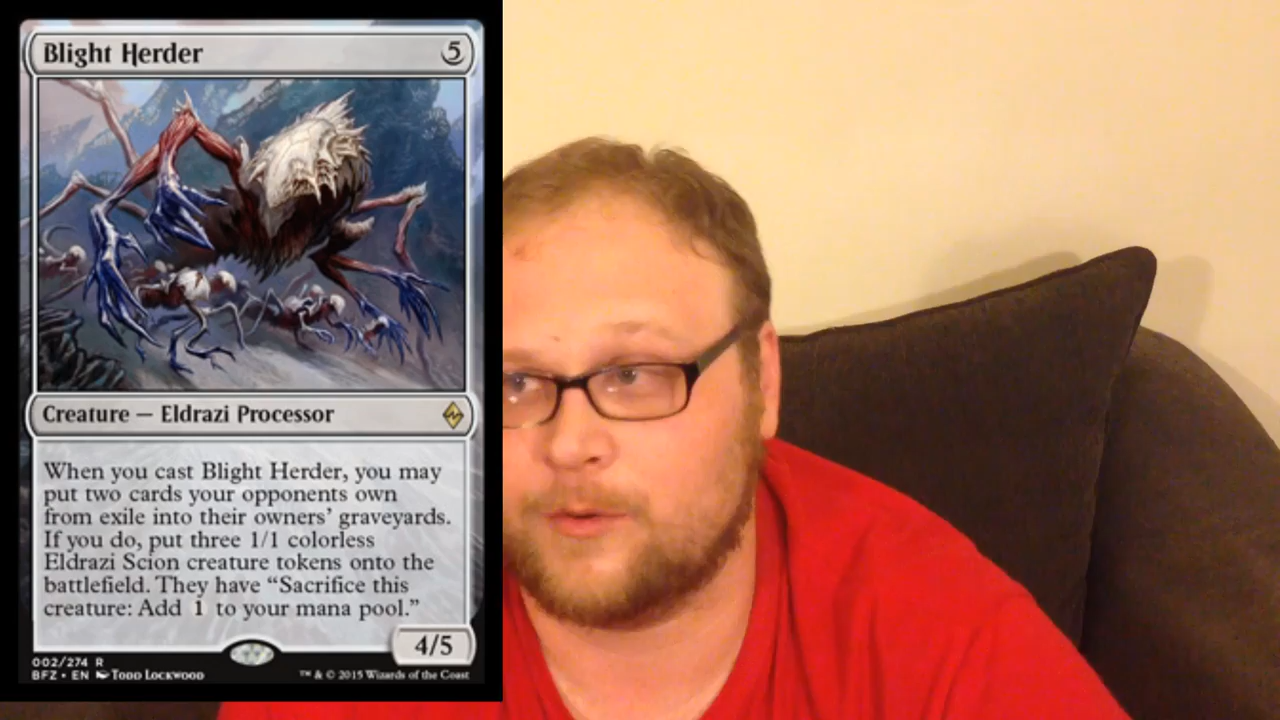 Blight Herder 5
Creature — Eldrazi Processor
When you cast Blight Herder, you may
put two cards your opponents own
from exile into their owners' graveyards.
If you do, put three 1/1 colorless
Eldrazi Scion creature tokens onto the
battlefield. They have “Sacrifice this
creature: Add 1 to your mana pool.”
4/5
002/274 R
BFZ • EN Todd Lockwood ™ & © 2015 Wizards of the Coast